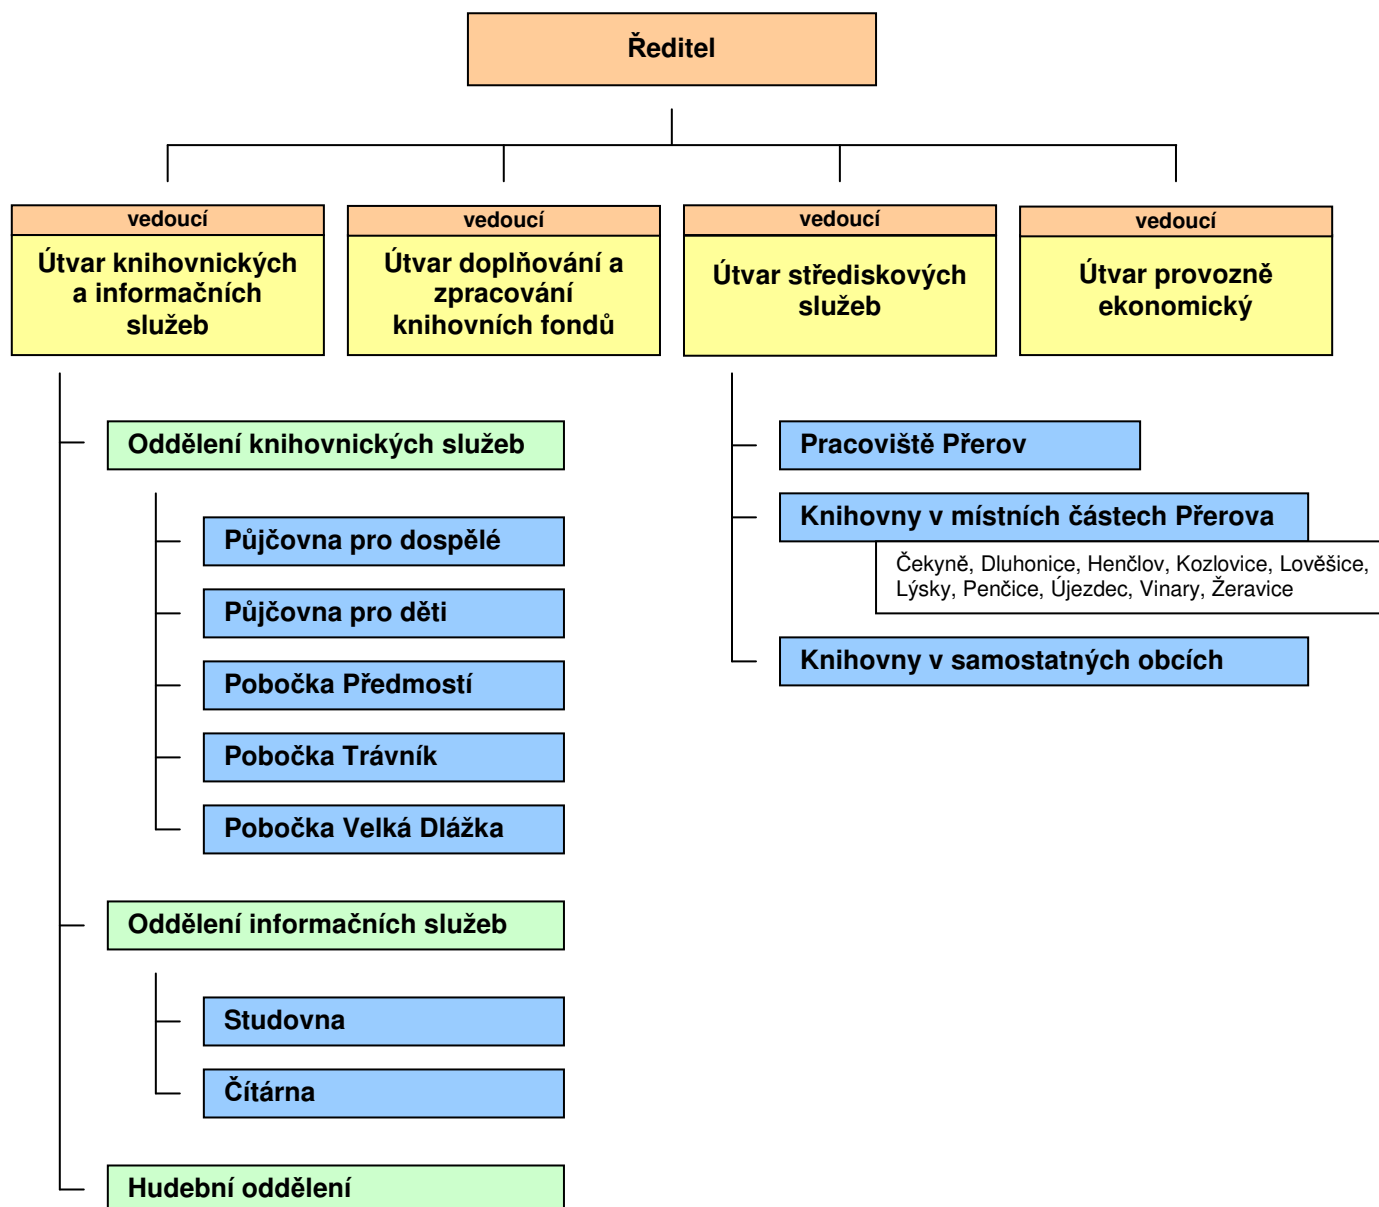 Ředitel
vedoucí
Útvar knihovnických
a informačních
služeb
vedoucí
Útvar doplňování a
zpracování
knihovních fondů
vedoucí
Útvar střediskových
služeb
vedoucí
Útvar provozně
ekonomický
Oddělení knihovnických služeb
Půjčovna pro dospělé
Půjčovna pro děti
Pobočka Předmostí
Pobočka Trávník
Pobočka Velká Dlážka
Oddělení informačních služeb
Studovna
Čítárna
Hudební oddělení
Pracoviště Přerov
Knihovny v místních částech Přerova
Čekyně, Dluhonice, Henčlov, Kozlovice, Lověšice,
Lýsky, Penčice, Újezdec, Vinary, Žeravice
Knihovny v samostatných obcích